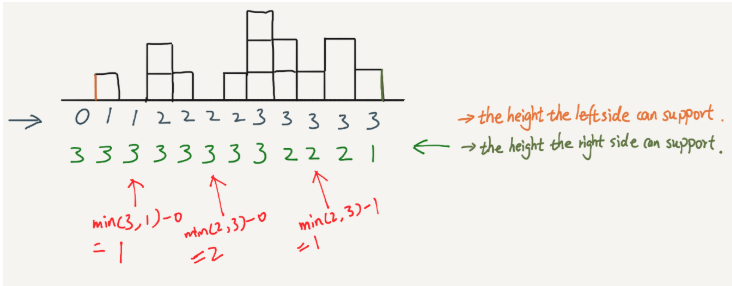 0 1 1 2 2 2 2 3 3 3 3 3
→ the height the left side can support.
3 3 3 3 3 3 3 3 2 2 2 1
→ the height the right side can support.
min(3,1)-0
= 1
min(2,3)-0
=2
min(2,3)-1
=1